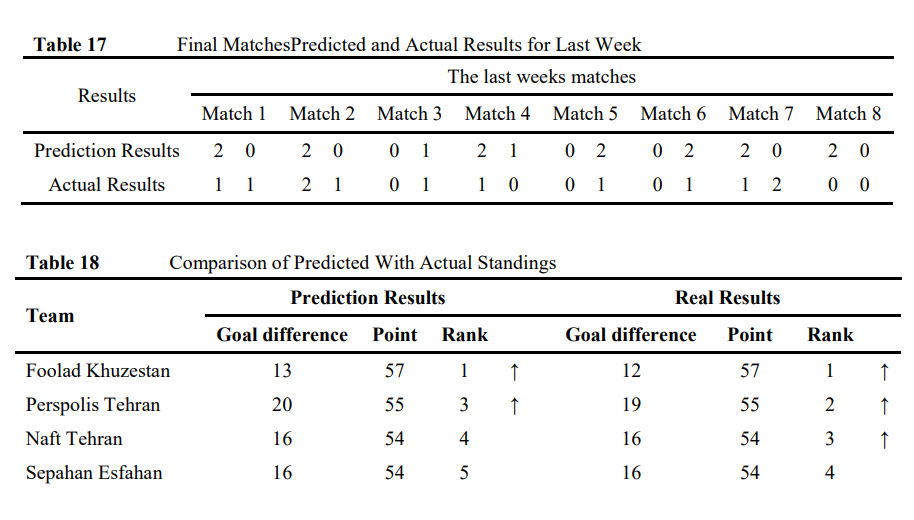 Table 17 Final MatchesPredicted and Actual Results for Last Week
Results The last weeks matches
Match 1 Match 2 Match 3 Match 4 Match 5 Match 6 Match 7 Match 8
Prediction Results 2 0 2 0 0 1 2 1 0 2 0 2 2 0 2 0
Actual Results 1 1 2 1 0 1 1 0 0 1 0 1 1 2 0 0
Table 18 Comparison of Predicted With Actual Standings
Team Prediction Results Real Results
Goal difference Point Rank Goal difference Point Rank
Foolad Khuzestan 13 57 1 ↑ 12 57 1 ↑
Perspolis Tehran 20 55 3 ↑ 19 55 2 ↑
Naft Tehran 16 54 4 16 54 3 ↑
Sepahan Esfahan 16 54 5 16 54 4